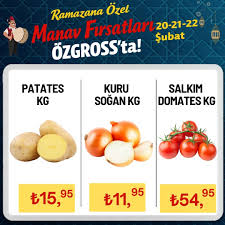 Ramazana Özel
Manav Fırsatları
ÖZGROSS'ta!
20-21-22
Şubat
PATATES
KG
KURU
SOĞAN KG
SALKIM
DOMATES KG
₺15,95
₺11,95
₺54,95